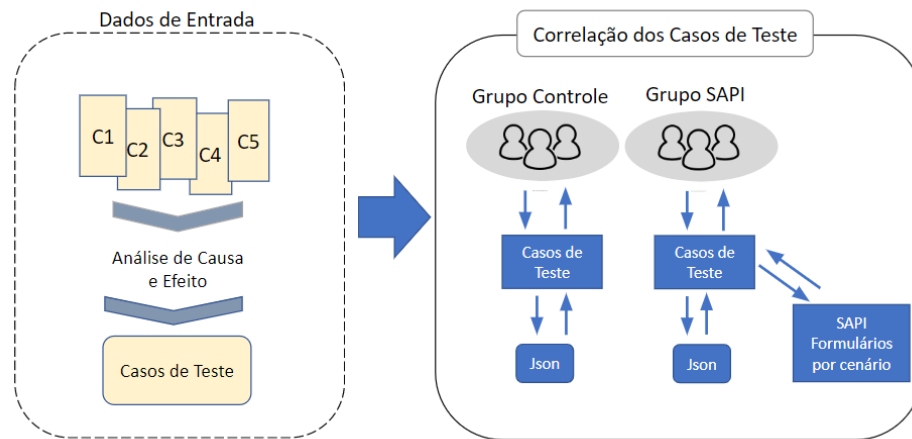 Dados de Entrada
C1
C2
C3
C4
C5
Análise de Causa
e Efeito
Casos de Teste
Correlação dos Casos de Teste
Grupo Controle
Grupo SAPI
Casos de
Teste
Casos de
Teste
Json
Json
SAPI
Formulários
por cenário